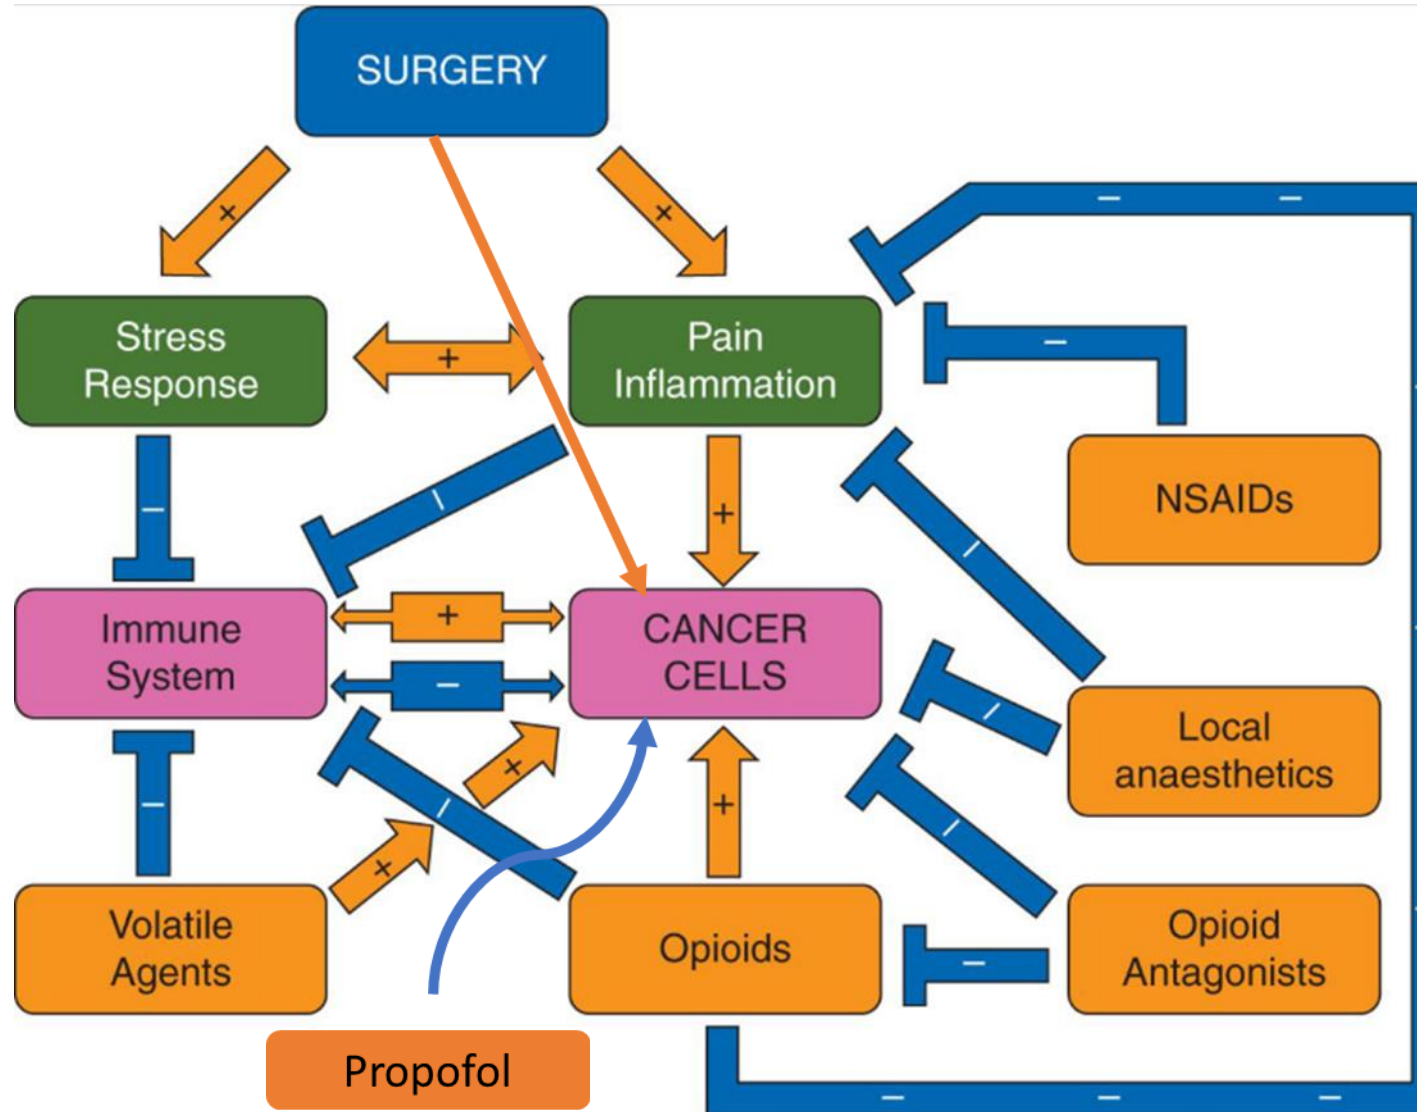 SURGERY
+
+
– –
Stress
Response
+
Pain
Inflammation
–
–
–
+
NSAIDs
–
Immune
System
+
–
CANCER
CELLS
–
Local
anaesthetics
–
+
–
+
+
–
Volatile
Agents
Opioids
–
Opioid
Antagonists
Propofol
– – –